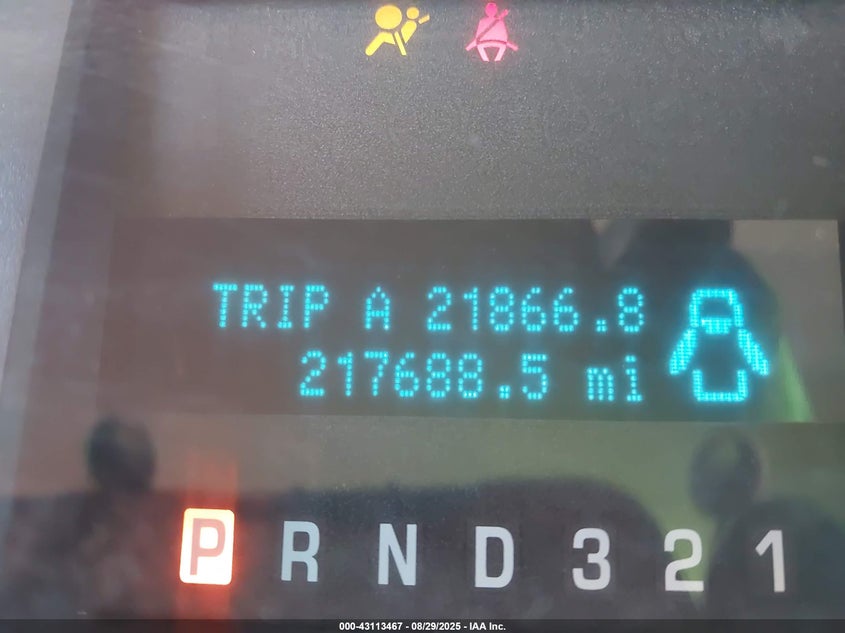 TRIP A 21866.8
217688.5 mi
P R N D 3 2 1
000-43113467 - 08/29/2025 - IAA Inc.